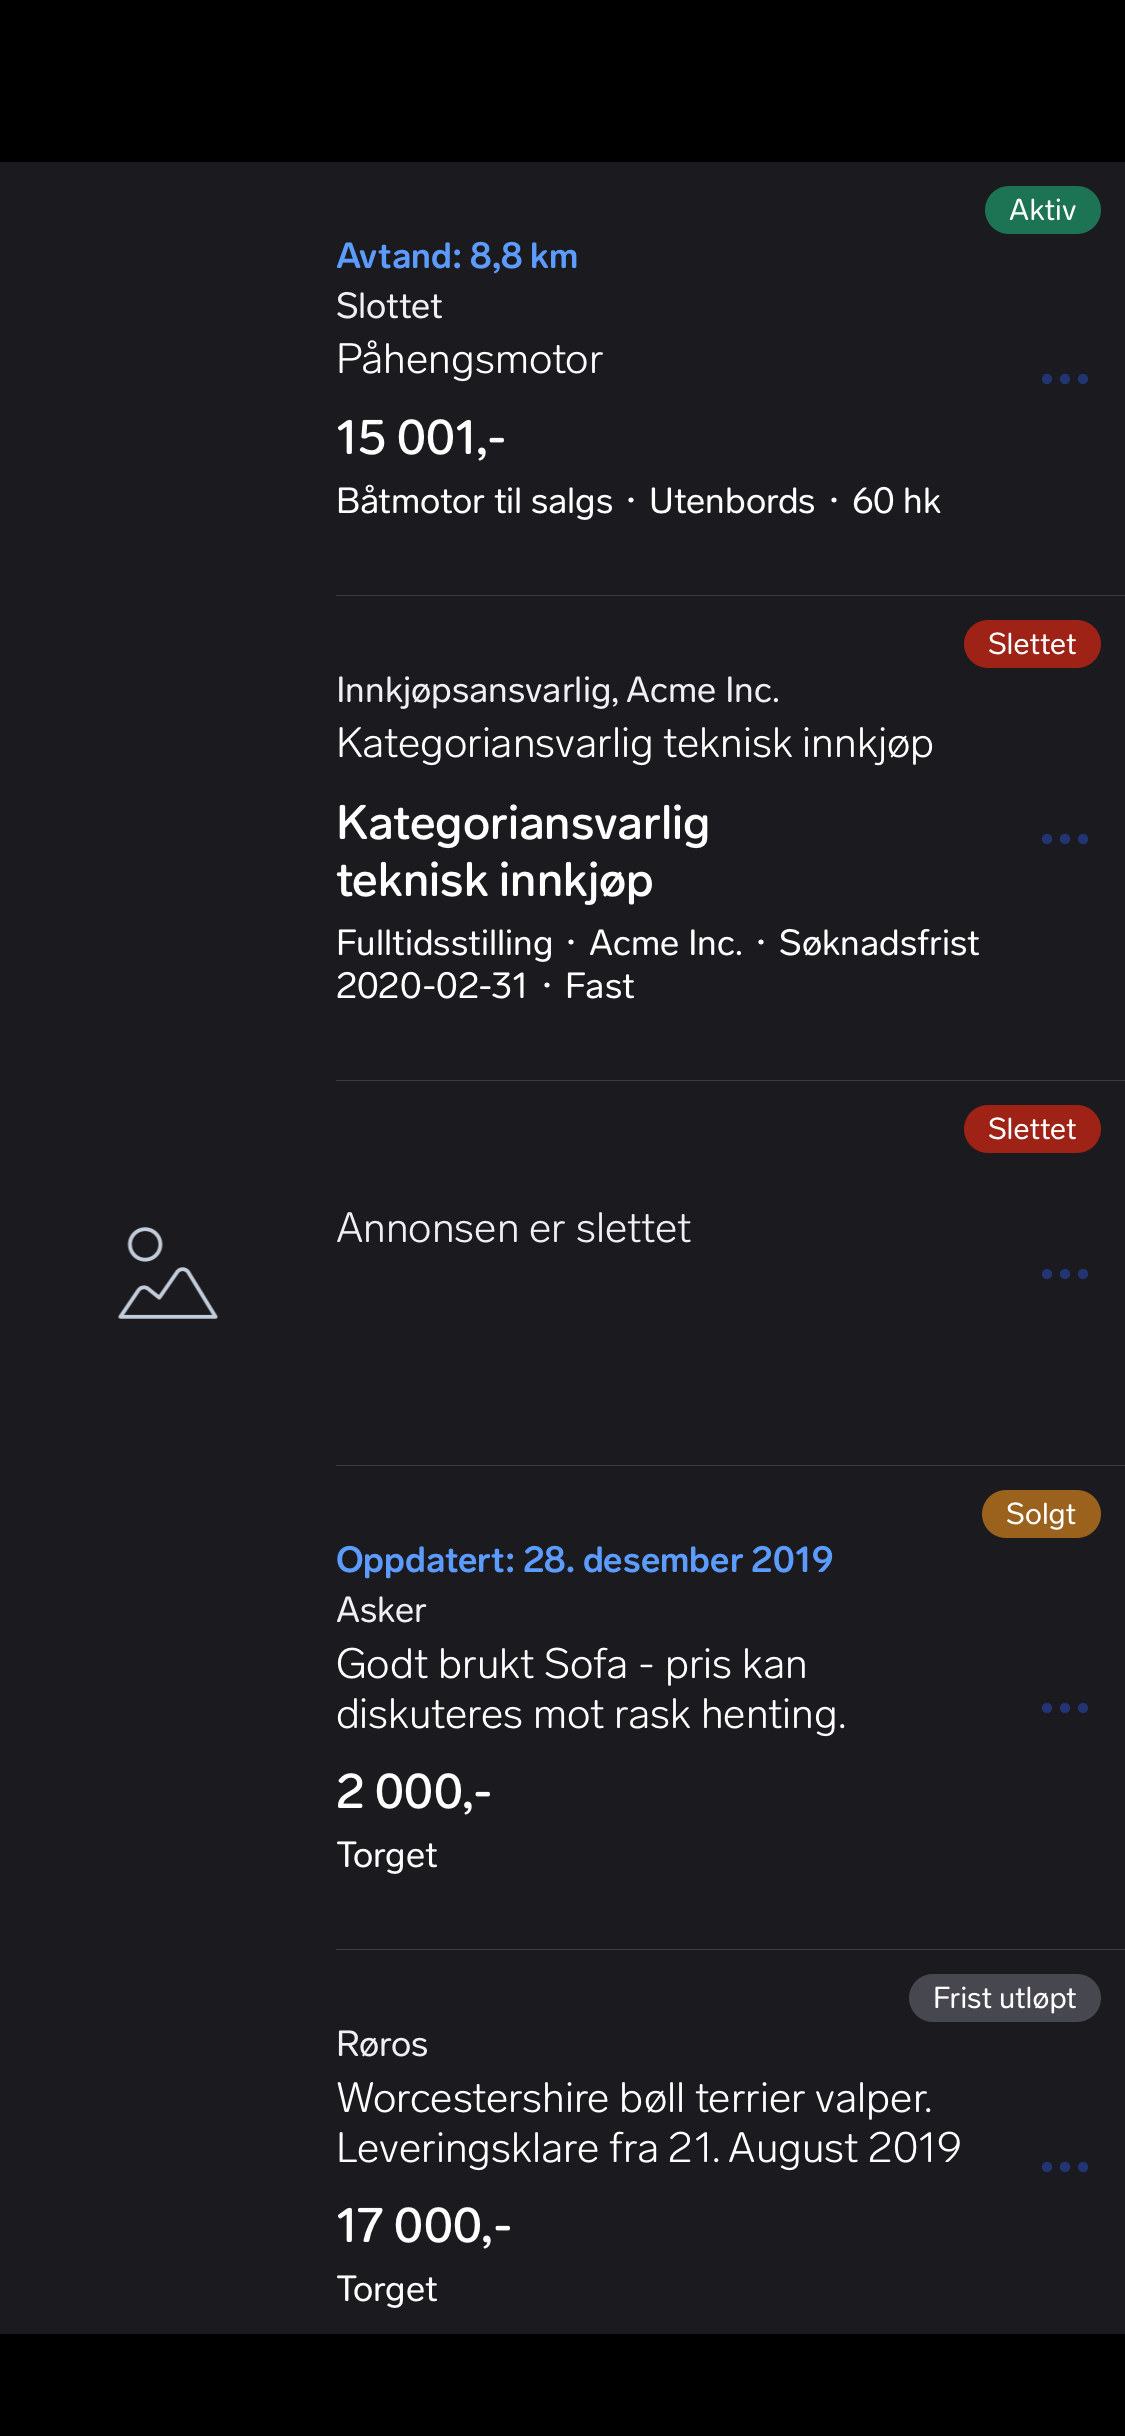 Aktiv
Avtand: 8,8 km
Slottet
Påhengsmotor
15 001,-
Båtmotor til salgs · Utenbords · 60 hk
Slettet
Innkjøpsansvarlig, Acme Inc.
Kategoriansvarlig teknisk innkjøp
Kategoriansvarlig
teknisk innkjøp
Fulltidsstilling · Acme Inc. · Søknadsfrist
2020-02-31 · Fast
Slettet
Annonsen er slettet
Solgt
Oppdatert: 28. desember 2019
Asker
Godt brukt Sofa - pris kan
diskuteres mot rask henting.
2 000,-
Torget
Frist utløpt
Røros
Worcestershire bøll terrier valper.
Leveringsklare fra 21. August 2019
17 000,-
Torget